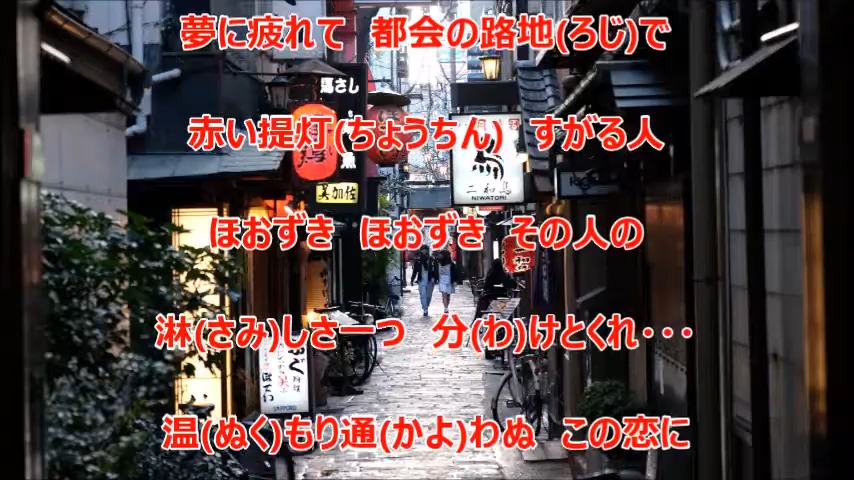 夢に疲れて　都会の路地(ろじ)で
赤い提灯(ちょうちん)　すがる人
ほおずき　ほおずき　その人の
淋(さみ)しさ一つ　分(わ)けとくれ・・・
温(ぬく)もり通(かよ)わぬ　この恋に
美加佐
二和鳥
NIWATORI
SAPPORO